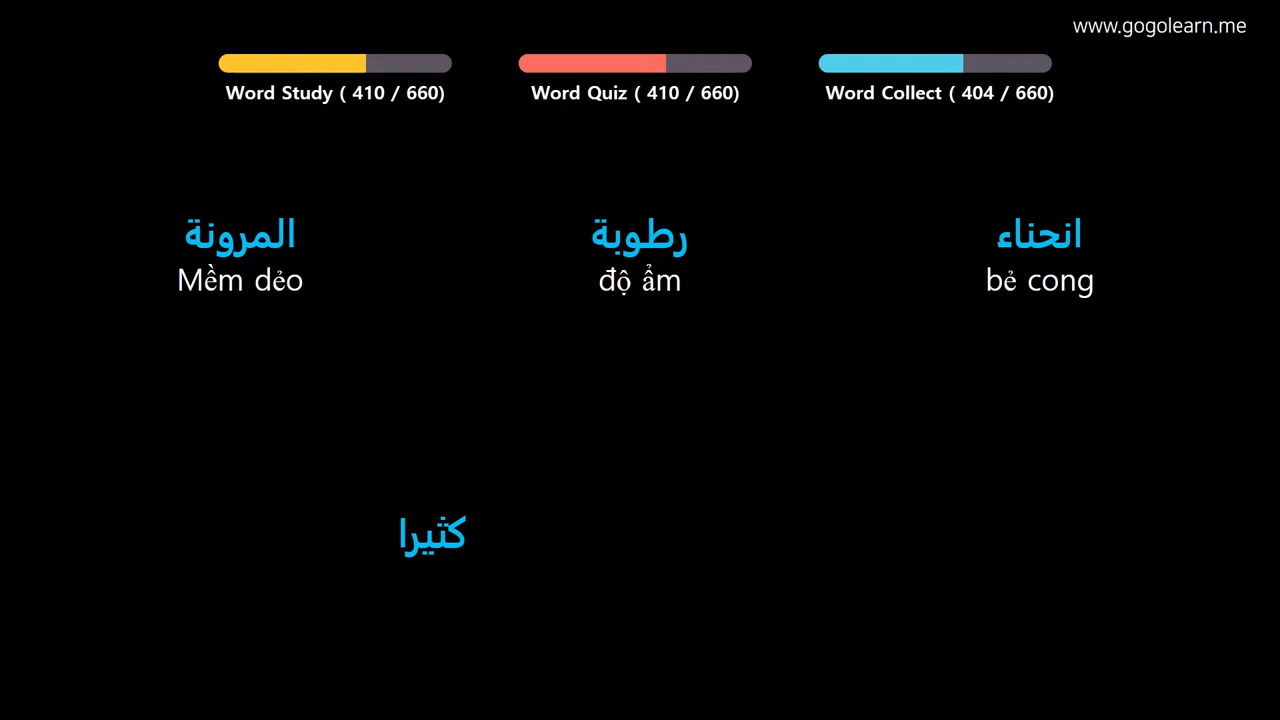 www.gogolearn.me
Word Study ( 410 / 660)
Word Quiz ( 410 / 660)
Word Collect ( 404 / 660)
المرونة
Mềm dẻo
رطوبة
độ ẩm
انحناء
bẻ cong
كثيرا